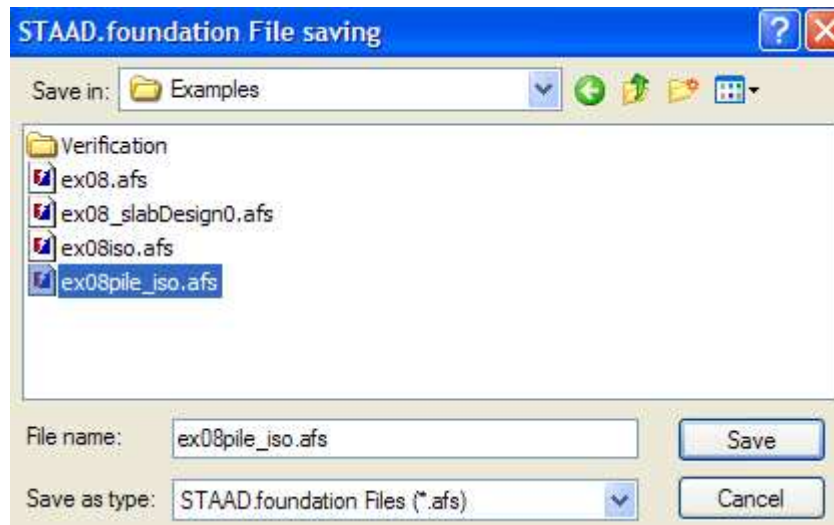 STAAD.foundation File saving
Save in: Examples
Verification
ex08.afs
ex08_slabDesign0.afs
ex08iso.afs
ex08pile_iso.afs
File name: ex08pile_iso.afs Save
Save as type: STAAD.foundation Files (*.afs) Cancel